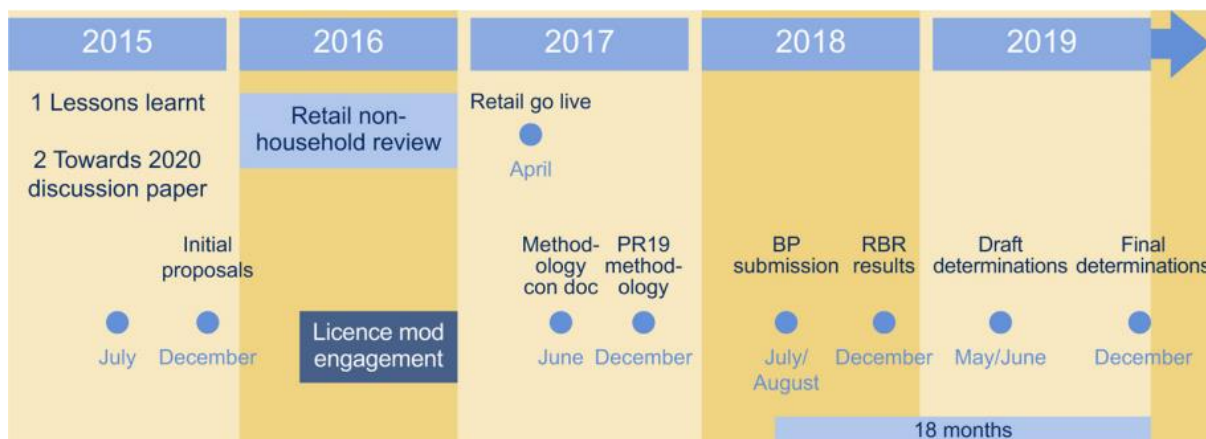 2015
2016
2017
2018
2019
1 Lessons learnt
2 Towards 2020
discussion paper
Retail non-
household review
Retail go live
April
Initial
proposals
July
December
Licence mod
engagement
Method-
ology
con doc
June
PR19
method-
ology
December
BP
submission
July/
August
RBR
results
December
Draft
determinations
May/June
Final
determinations
December
18 months